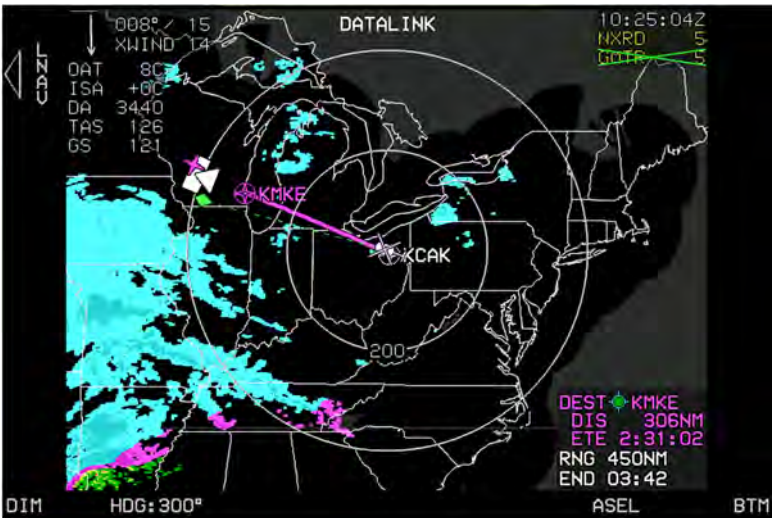 008°/ 15
XWIND 14
DATALINK
10:25:04Z
NXRD 5
GOTR 5
LNAV
OAT 8C
ISA +0C
DA 3440
TAS 126
GS 121
KMKE
KCAK
200
DEST KMKE
DIS 306NM
ETE 2:31:02
RNG 450NM
END 03:42
DIM
HDG:300°
ASEL
BTM